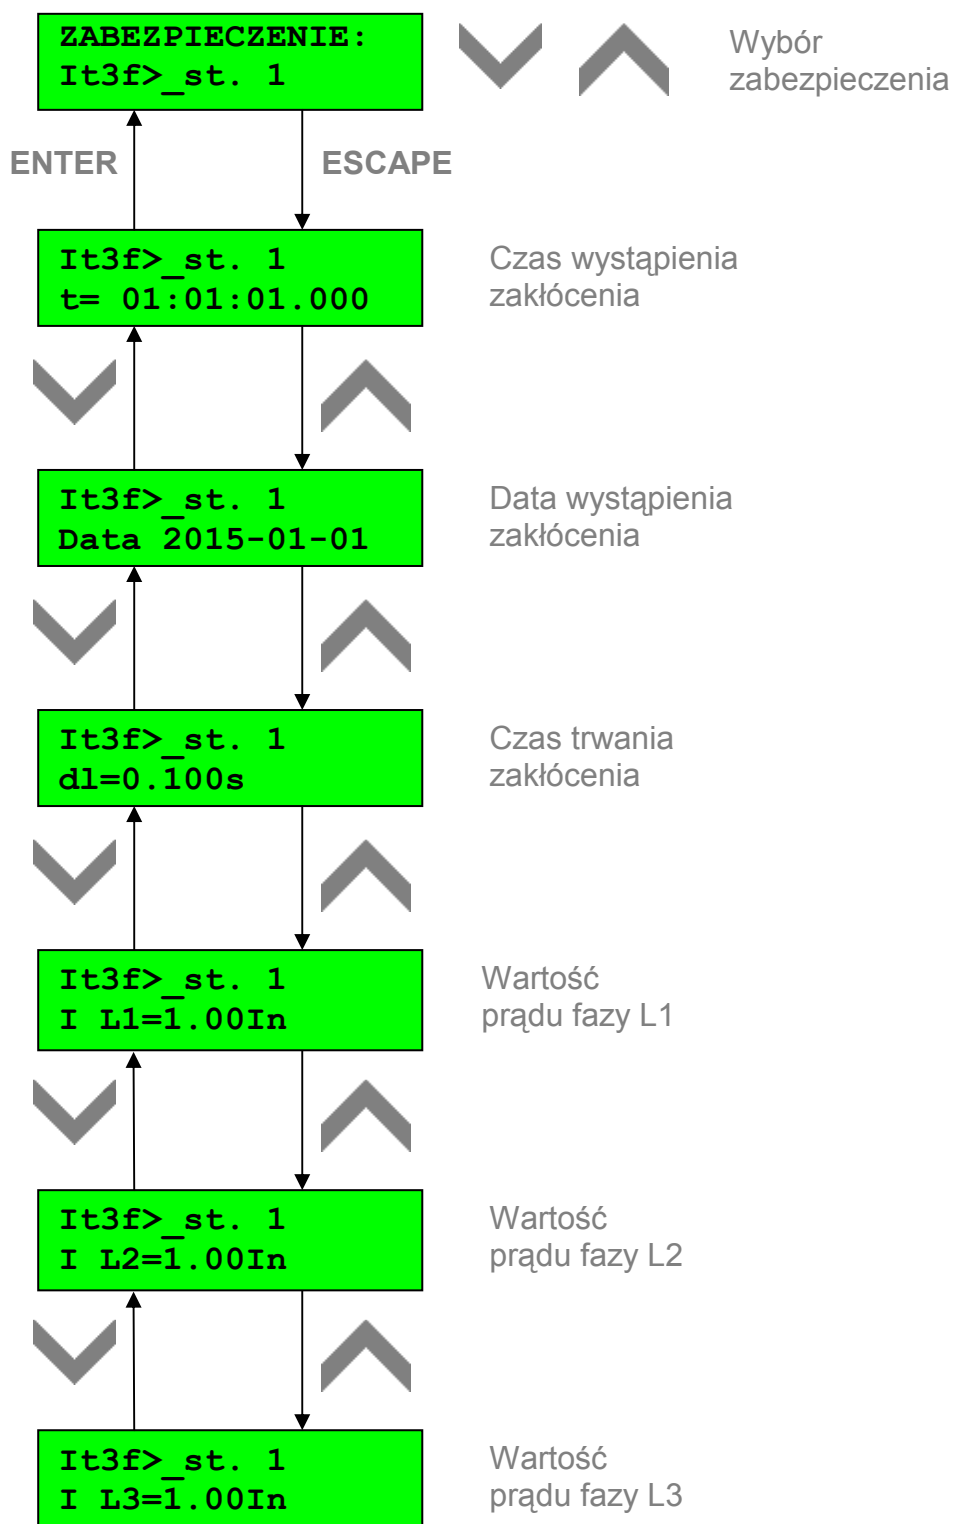 ZABEZPIECZENIE:
It3f>_st. 1
Wybór
zabezpieczenia
ENTER
ESCAPE
It3f>_st. 1
t= 01:01:01.000
Czas wystąpienia
zakłócenia
It3f>_st. 1
Data 2015-01-01
Data wystąpienia
zakłócenia
It3f>_st. 1
dl=0.100s
Czas trwania
zakłócenia
It3f>_st. 1
I L1=1.00In
Wartość
prądu fazy L1
It3f>_st. 1
I L2=1.00In
Wartość
prądu fazy L2
It3f>_st. 1
I L3=1.00In
Wartość
prądu fazy L3